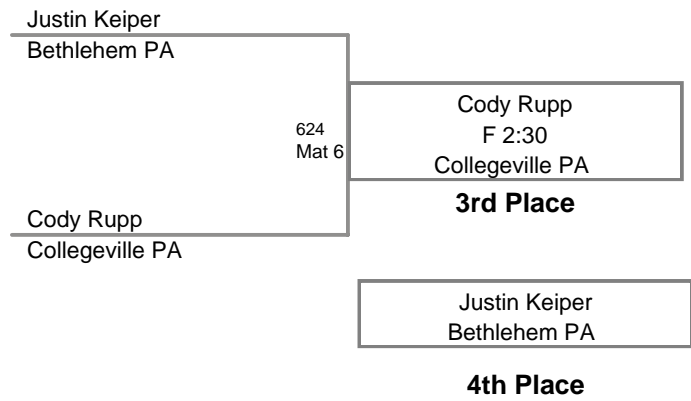 Justin Keiper
Bethlehem PA
624
Mat 6
Cody Rupp
F 2:30
Collegeville PA
3rd Place
Cody Rupp
Collegeville PA
Justin Keiper
Bethlehem PA
4th Place